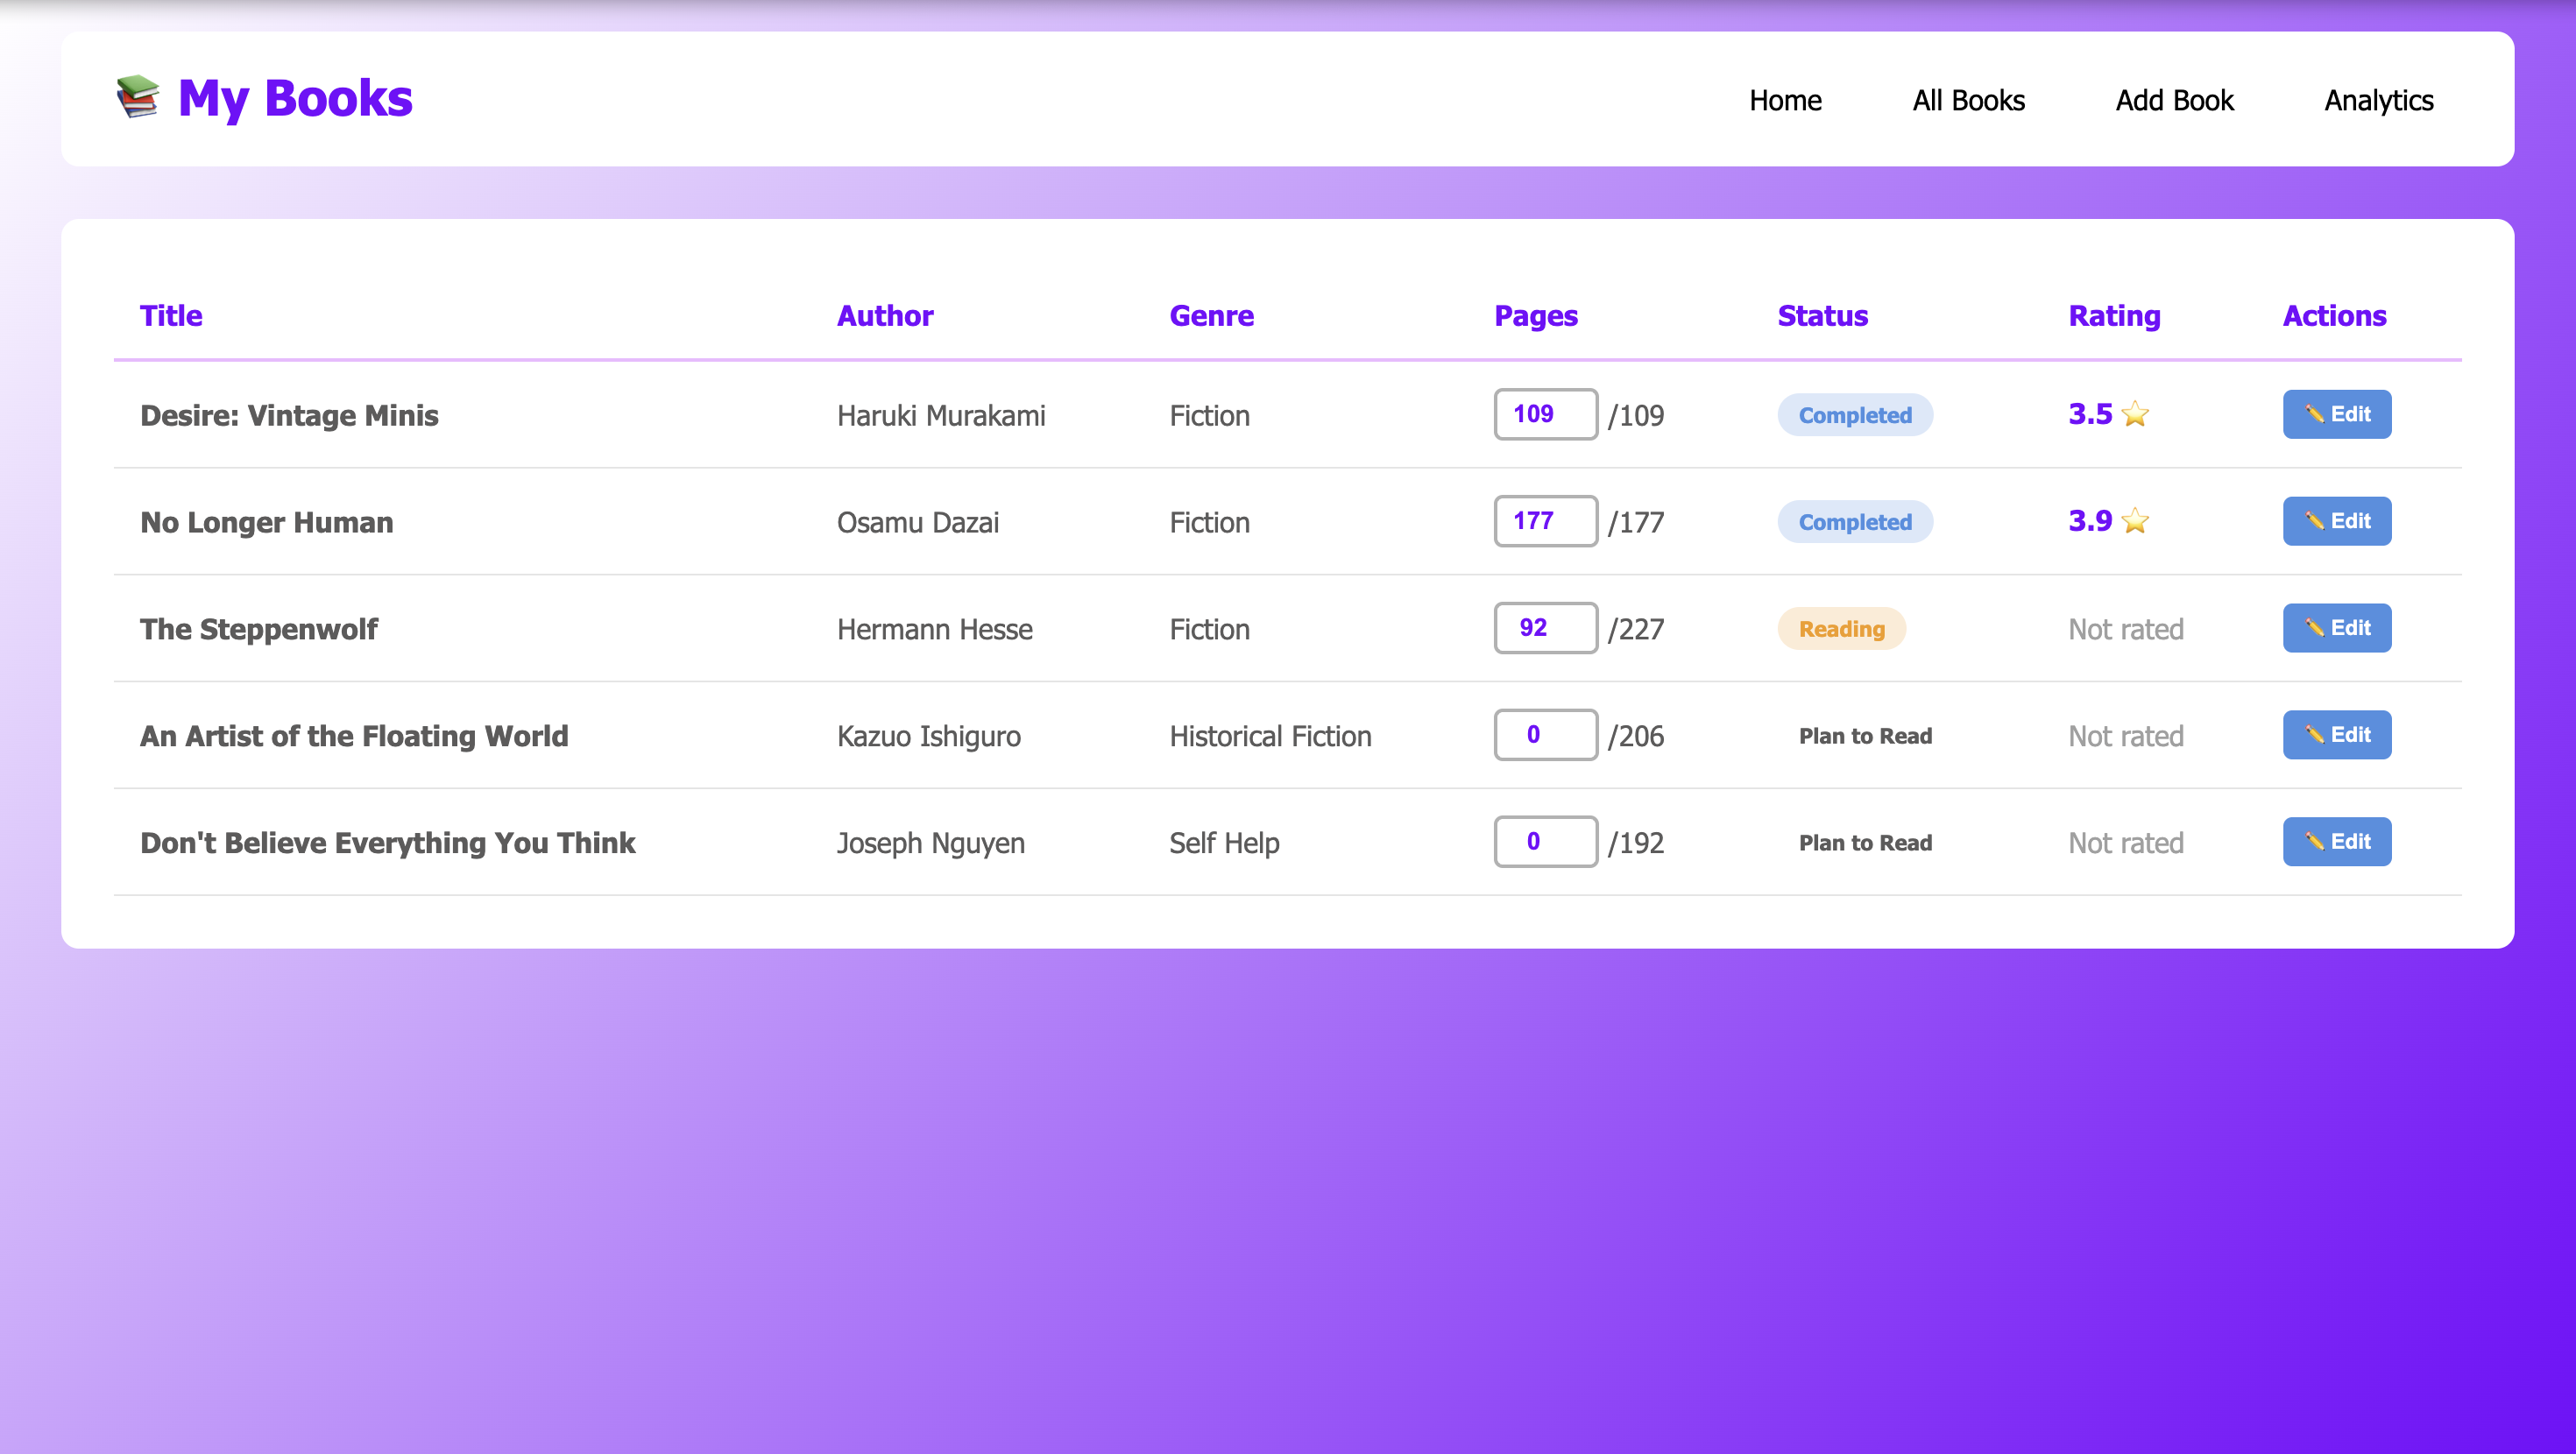 My Books
Home All Books Add Book Analytics
Title Author Genre Pages Status Rating Actions
Desire: Vintage Minis Haruki Murakami Fiction 109 /109 Completed 3.5 Edit
No Longer Human Osamu Dazai Fiction 177 /177 Completed 3.9 Edit
The Steppenwolf Hermann Hesse Fiction 92 /227 Reading Not rated Edit
An Artist of the Floating World Kazuo Ishiguro Historical Fiction 0 /206 Plan to Read Not rated Edit
Don't Believe Everything You Think Joseph Nguyen Self Help 0 /192 Plan to Read Not rated Edit